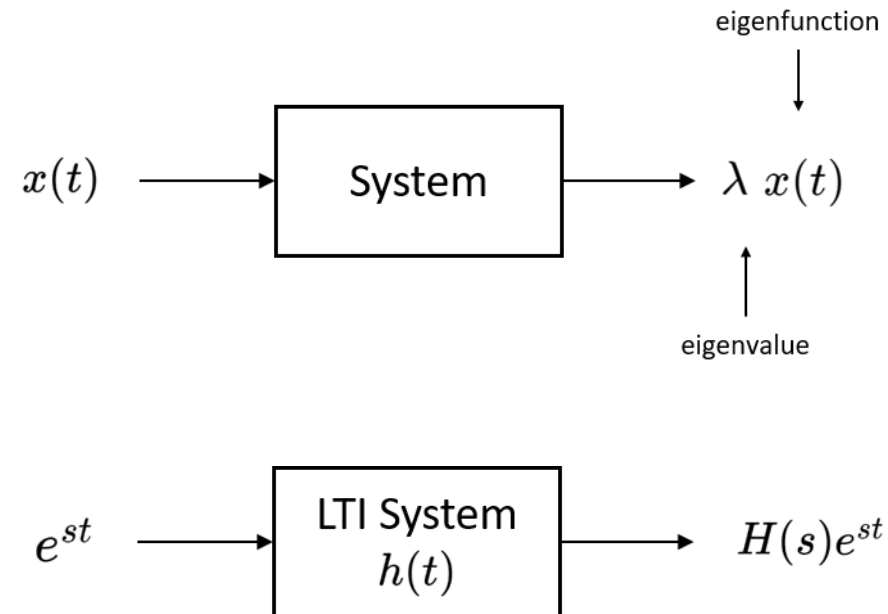 eigenfunction
x(t)
System
λ x(t)
eigenvalue
e^{st}
LTI System
h(t)
H(s)e^{st}